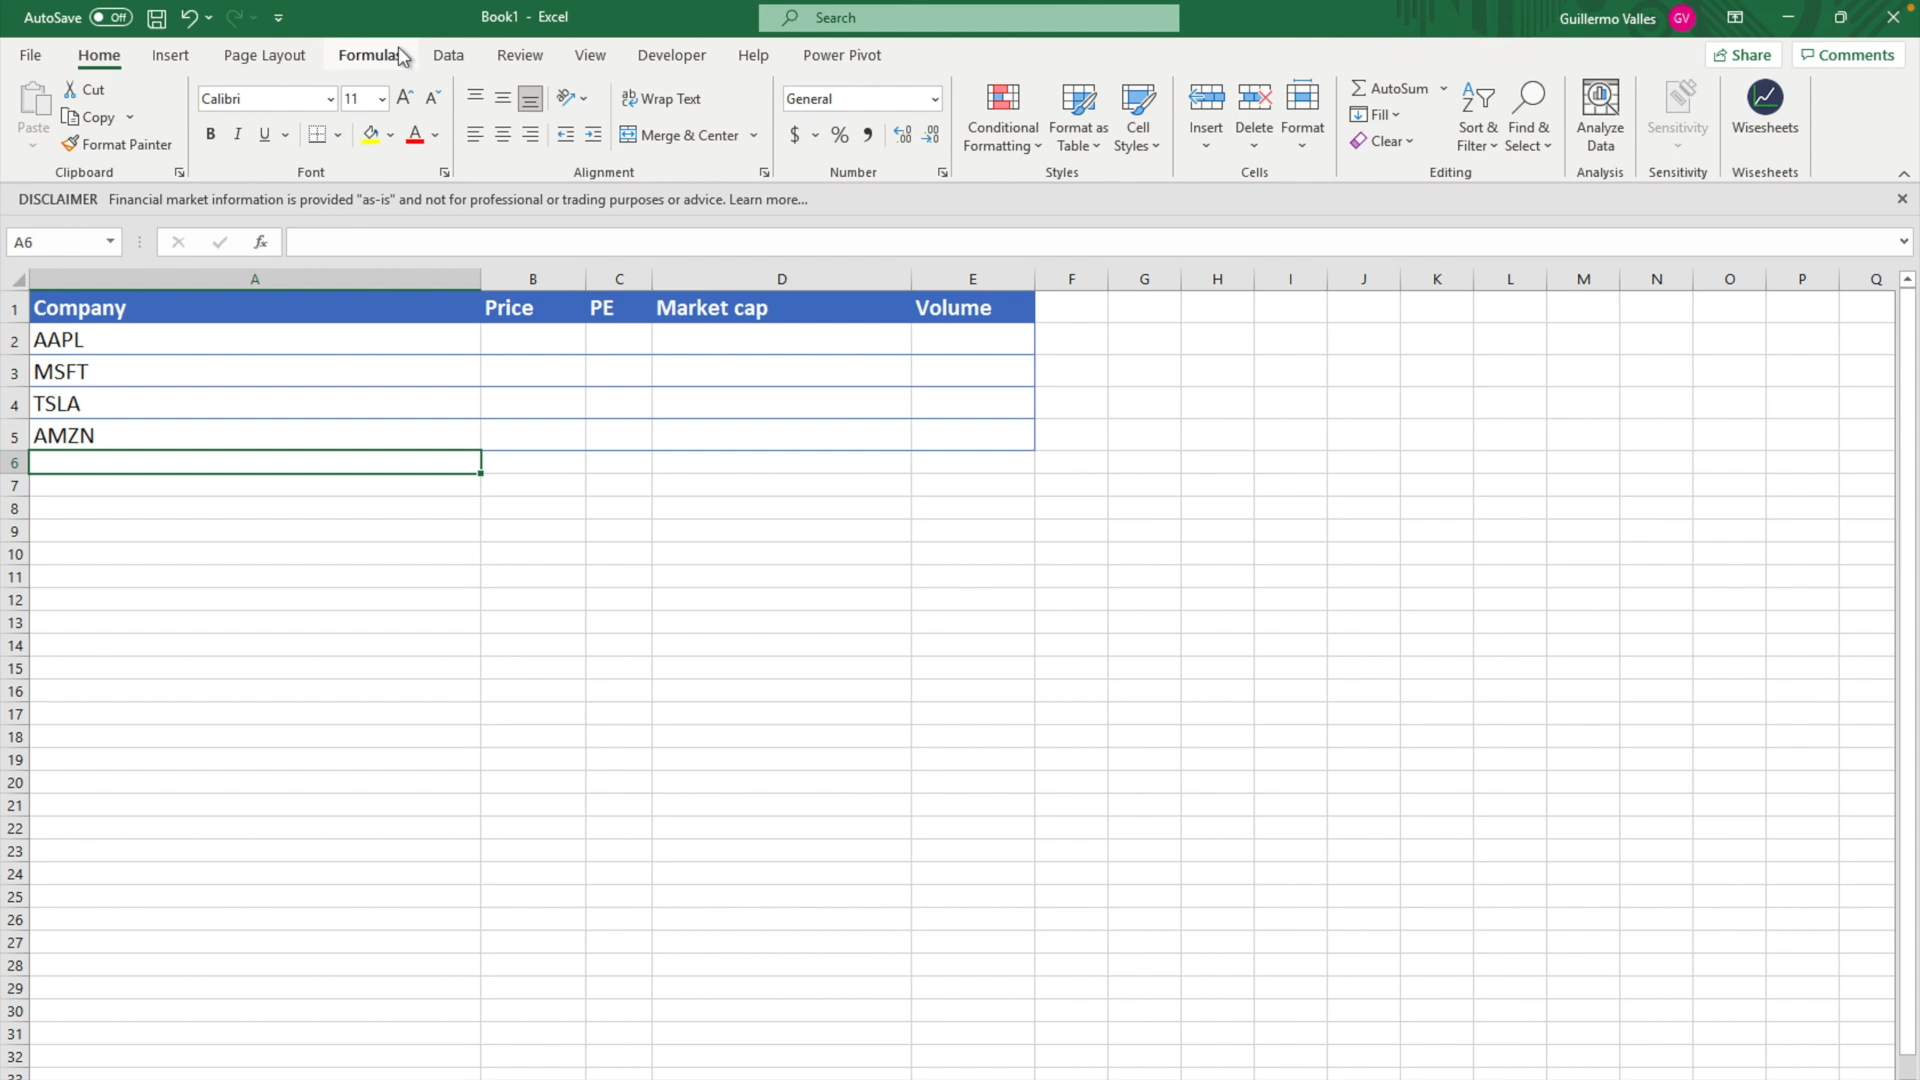 AutoSave Off Book1 - Excel Search Guillermo Valles GV
File Home Insert Page Layout Formulas Data Review View Developer Help Power Pivot Share Comments
Paste Cut Copy Format Painter Clipboard
Calibri 11 B I U A Font
Wrap Text Merge & Center Alignment
General $ % Number
Conditional Formatting Format as Table Cell Styles Styles
Insert Delete Format Cells
AutoSum Fill Clear Sort & Filter Find & Select Editing
Analyze Data Analysis
Sensitivity Sensitivity
Wisesheets Wisesheets
DISCLAIMER Financial market information is provided "as-is" and not for professional or trading purposes or advice. Learn more...
A6 fx
A B C D E F G H I J K L M N O P Q
1 Company Price PE Market cap Volume
2 AAPL
3 MSFT
4 TSLA
5 AMZN
6
7
8
9
10
11
12
13
14
15
16
17
18
19
20
21
22
23
24
25
26
27
28
29
30
31
32
33